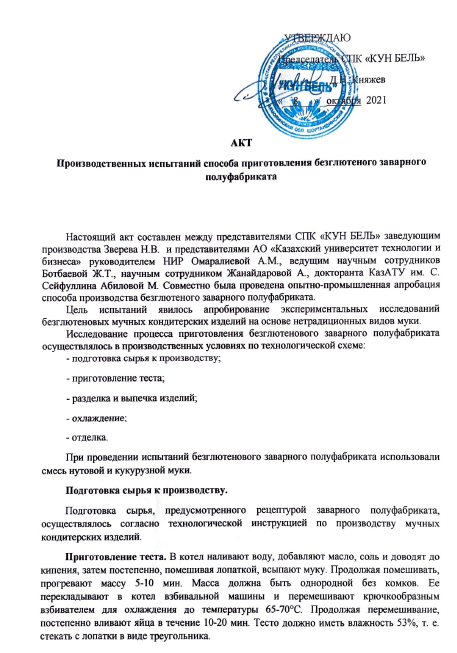 УТВЕРЖДАЮ
Председатель СПК «КУН БЕЛЬ»
Д.Н. Княжев
« 8 » октября 2021
КУН БЕЛЬ
АКТ
Производственных испытаний способа приготовления безглютеного заварного
полуфабриката
Настоящий акт составлен между представителями СПК «КУН БЕЛЬ» заведующим
производства Зверева Н.В. и представителями АО «Казахский университет технологии и
бизнеса» руководителем НИР Омаралиевой А.М., ведущим научным сотрудников
Ботбаевой Ж.Т., научным сотрудником Жанайдаровой А., докторанта КазАТУ им. С.
Сейфуллина Абиловой М. Совместно была проведена опытно-промышленная апробация
способа производства безглютеного заварного полуфабриката.
Цель испытаний явилось апробирование экспериментальных исследований
безглютеновых мучных кондитерских изделий на основе нетрадиционных видов муки.
Исследование процесса приготовления безглютенового заварного полуфабриката
осуществлялось в производственных условиях по технологической схеме:
- подготовка сырья к производству;
- приготовление теста;
- разделка и выпечка изделий;
- охлаждение;
- отделка.
При проведении испытаний безглютенового заварного полуфабриката использовали
смесь нутовой и кукурузной муки.
Подготовка сырья к производству.
Подготовка сырья, предусмотренного рецептурой заварного полуфабриката,
осуществлялось согласно технологической инструкцией по производству мучных
кондитерских изделий.
Приготовление теста. В котел наливают воду, добавляют масло, соль и доводят до
кипения, затем постепенно, помешивая лопаткой, всыпают муку. Продолжая помешивать,
прогревают массу 5-10 мин. Масса должна быть однородной без комков. Ее
перекладывают в котел взбивальной машины и перемешивают крючкообразным
взбивателем для охлаждения до температуры 65-70°С. Продолжая перемешивание,
постепенно вливают яйца в течение 10-20 мин. Тесто должно иметь влажность 53%, т. е.
стекать с лопатки в виде треугольника.